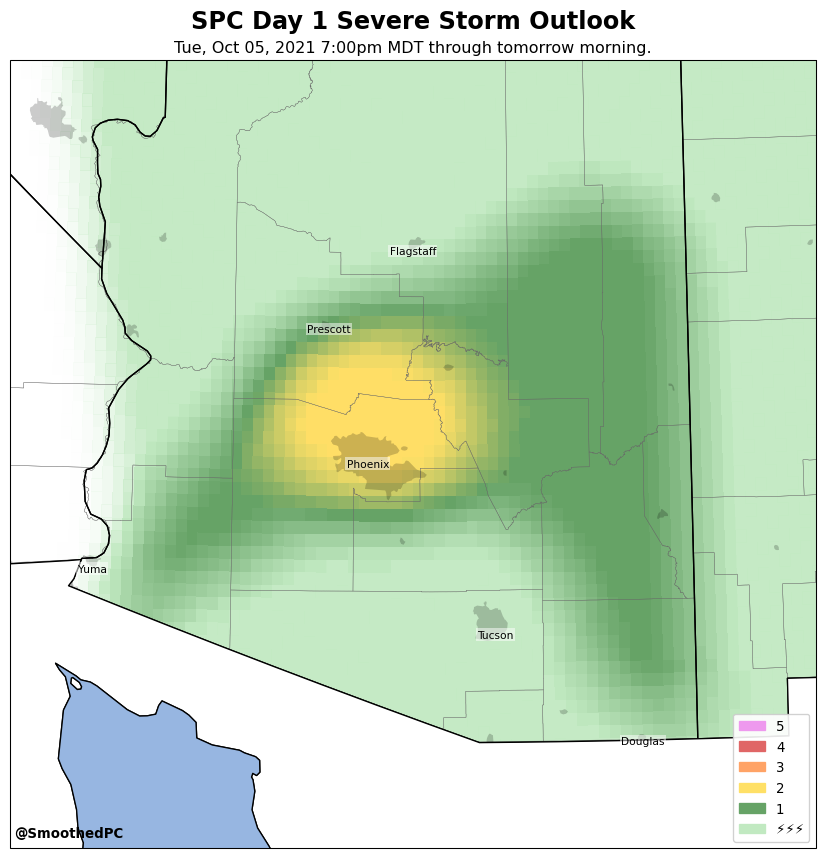 SPC Day 1 Severe Storm Outlook
Tue, Oct 05, 2021 7:00pm MDT through tomorrow morning.
Flagstaff
Prescott
Phoenix
Yuma
Tucson
Douglas
5
4
3
2
1
⚡⚡⚡
@SmoothedPC